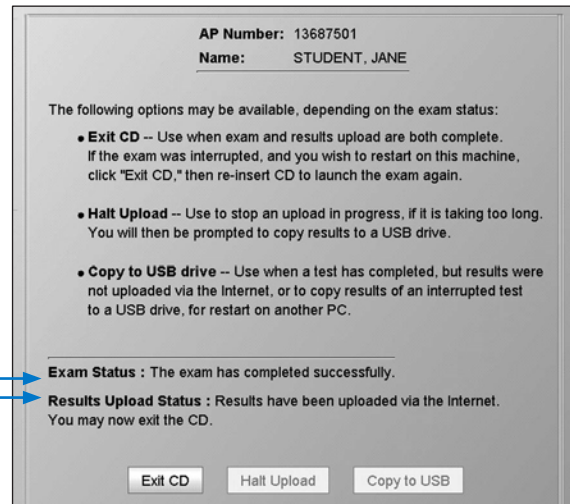 AP Number: 13687501
Name: STUDENT, JANE
The following options may be available, depending on the exam status:
• Exit CD -- Use when exam and results upload are both complete.
If the exam was interrupted, and you wish to restart on this machine,
click "Exit CD," then re-insert CD to launch the exam again.
• Halt Upload -- Use to stop an upload in progress, if it is taking too long.
You will then be prompted to copy results to a USB drive.
• Copy to USB drive -- Use when a test has completed, but results were
not uploaded via the Internet, or to copy results of an interrupted test
to a USB drive, for restart on another PC.
Exam Status : The exam has completed successfully.
Results Upload Status : Results have been uploaded via the Internet.
You may now exit the CD.
Exit CD Halt Upload Copy to USB